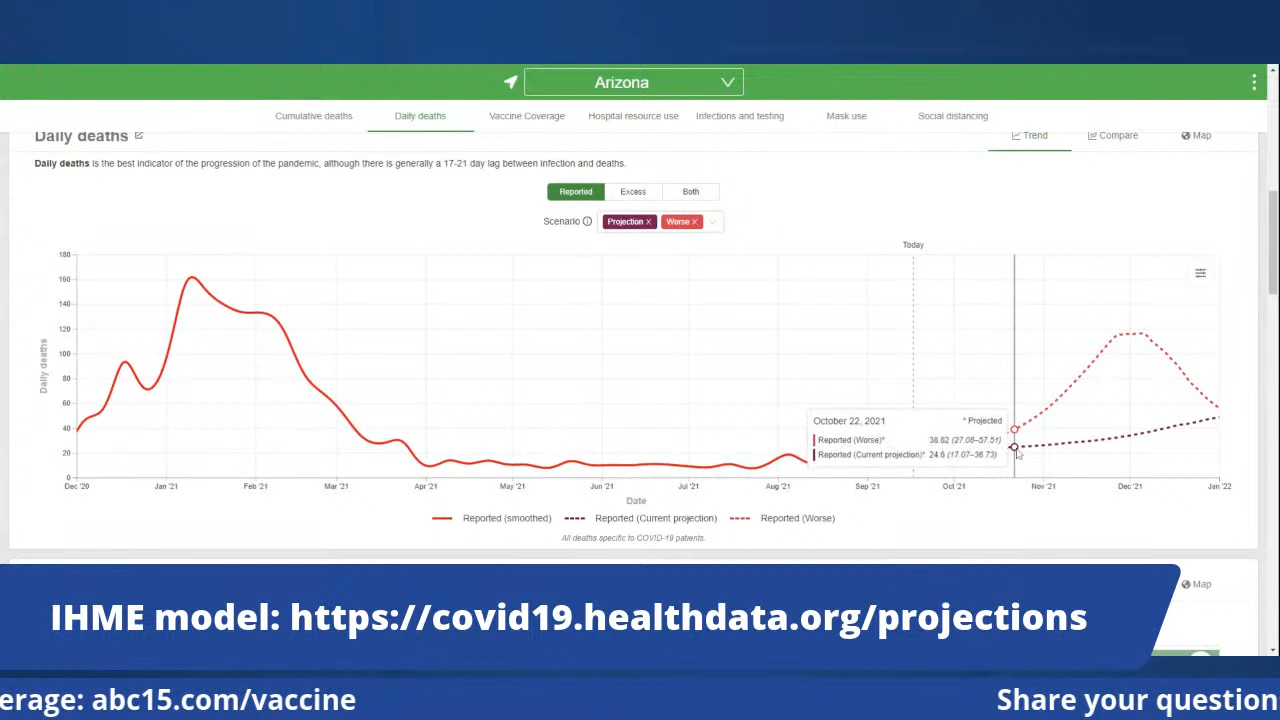 Arizona
Cumulative deaths Daily deaths Vaccine Coverage Hospital resource use Infections and testing Mask use Social distancing
Daily deaths Trend Compare Map
Daily deaths is the best indicator of the progression of the pandemic, although there is generally a 17-21 day lag between infection and deaths.
Reported Excess Both
Scenario Projection X Worse X
Today
180
160
140
120
100
80
60
40
20
0
Daily deaths
October 22, 2021 * Projected
Reported (Worse)* 38.82 (27.08–57.51)
Reported (Current projection)* 24.6 (17.07–36.73)
Dec '20 Jan '21 Feb '21 Mar '21 Apr '21 May '21 Jun '21 Jul '21 Aug '21 Sep '21 Oct '21 Nov '21 Dec '21 Jan '22
Date
Reported (smoothed) Reported (Current projection) Reported (Worse)
All deaths specific to COVID-19 patients.
Map
IHME model: https://covid19.healthdata.org/projections
erage: abc15.com/vaccine Share your question